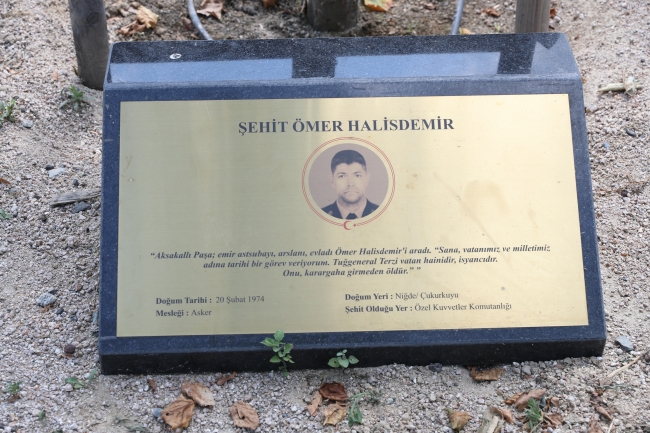 ŞEHİT ÖMER HALİSDEMİR
“Aksakallı Paşa; emir astsubayı, arslanı, evladı Ömer Halisdemir'i aradı. “Sana, vatanımız ve milletimiz
adına tarihi bir görev veriyorum. Tuğgeneral Terzi vatan hainidir, isyancıdır.
Onu, karargaha girmeden öldür.” ”
Doğum Tarihi : 20 Şubat 1974
Mesleği : Asker
Doğum Yeri : Niğde/ Çukurkuyu
Şehit Olduğu Yer : Özel Kuvvetler Komutanlığı